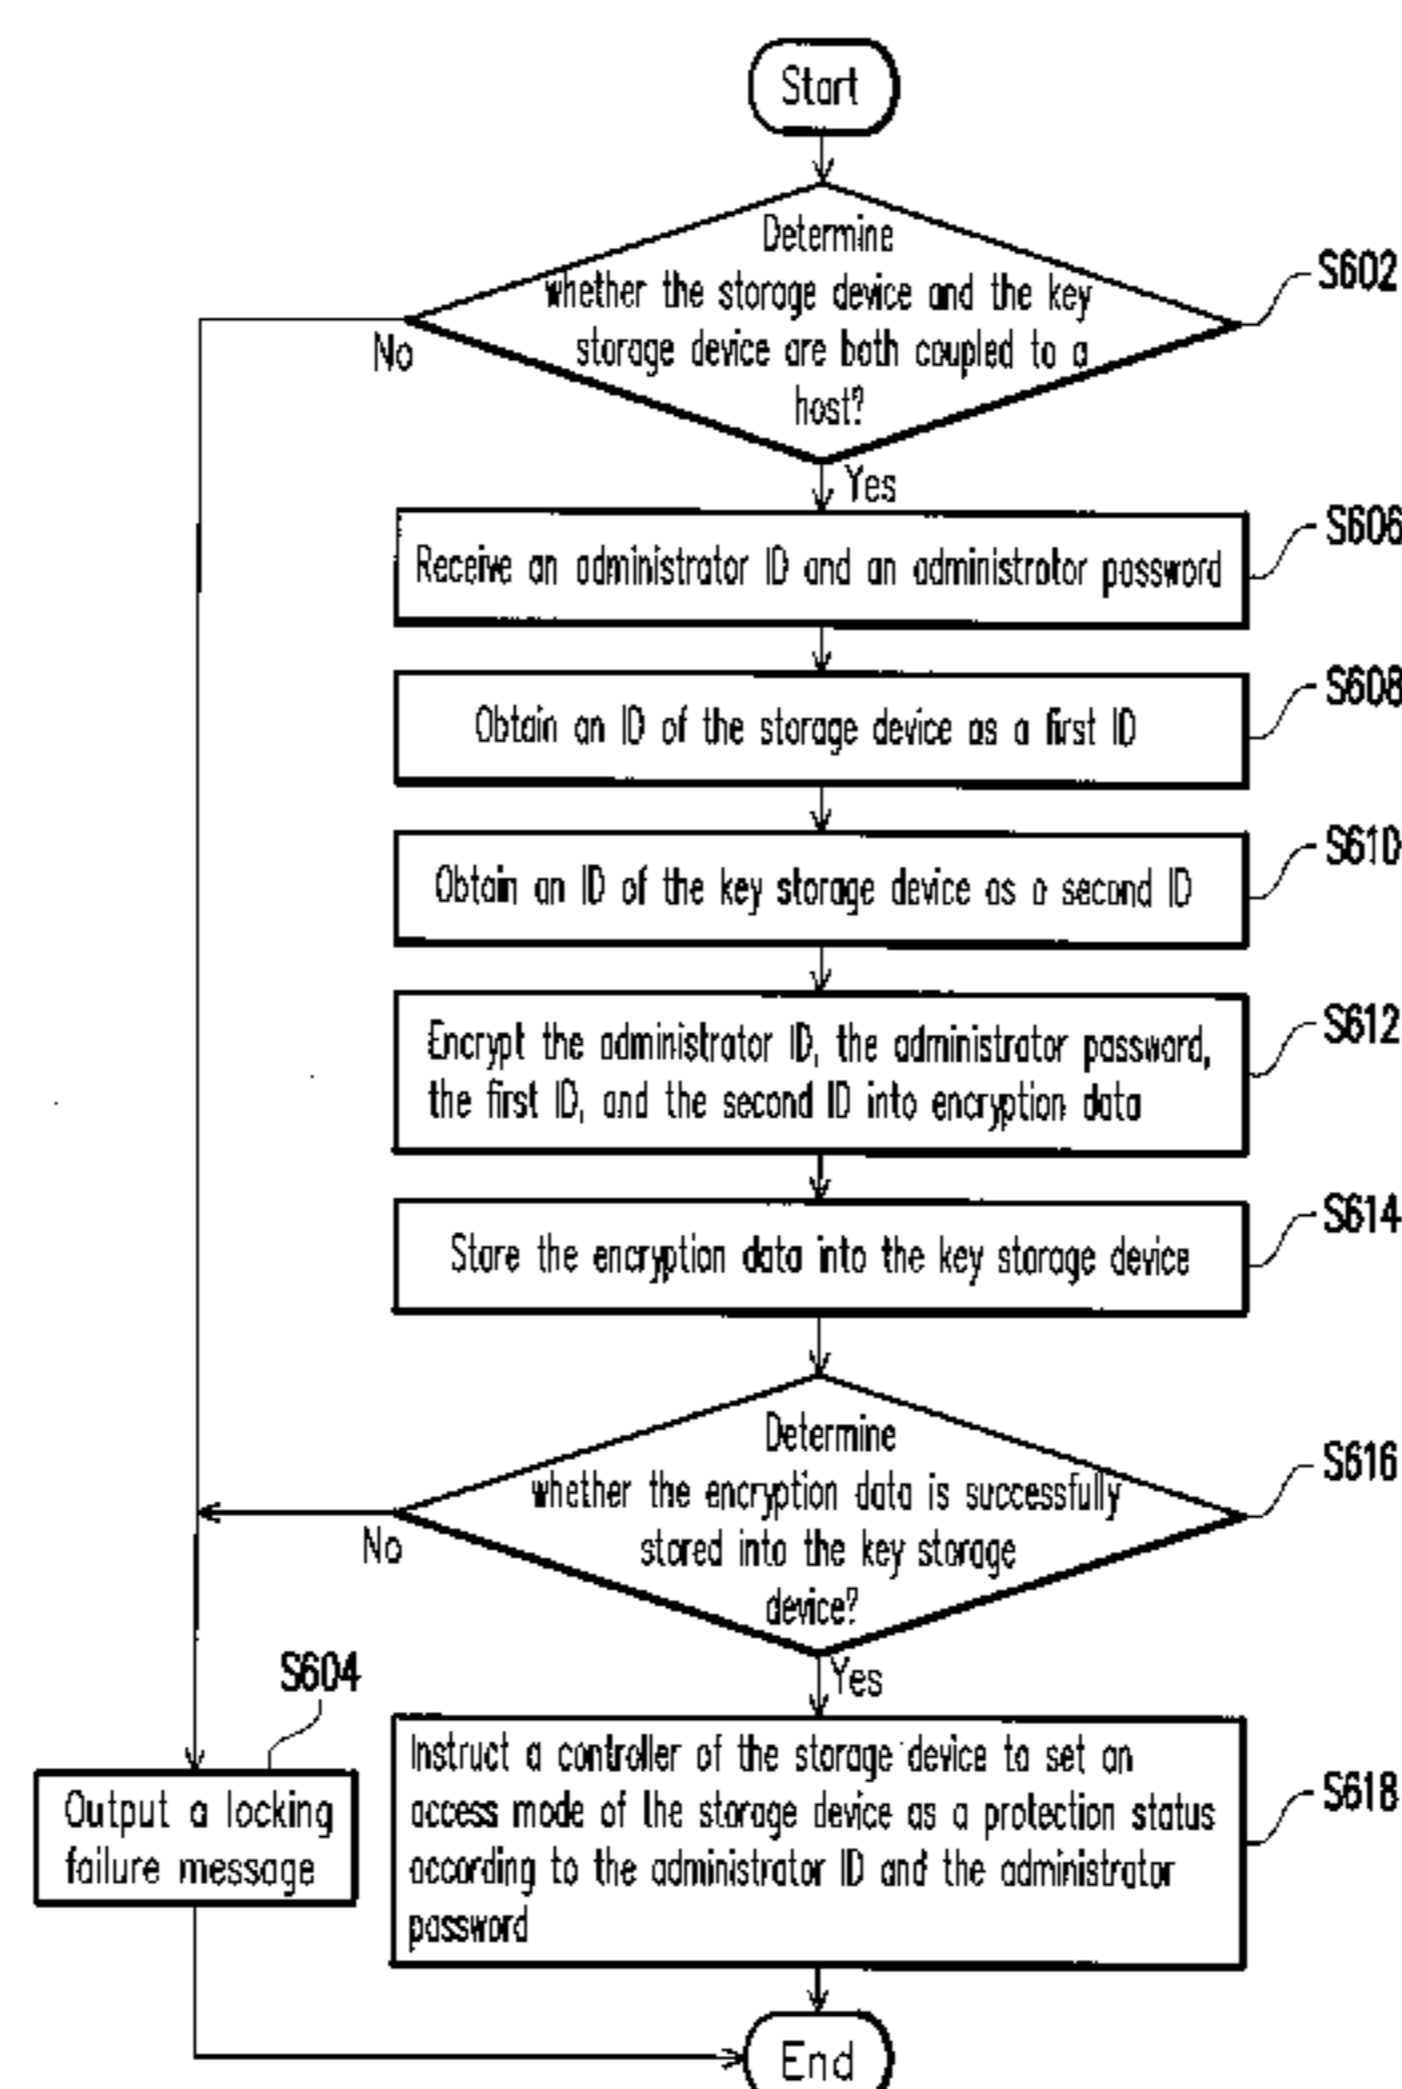 Start
Determine
whether the storage device and the key
storage device are both coupled to a
host?
S602
No
Yes
Receive an administrator ID and an administrator password
S606
Obtain an ID of the storage device as a first ID
S608
Obtain an ID of the key storage device as a second ID
S610
Encrypt the administrator ID, the administrator password,
the first ID, and the second ID into encryption data
S612
Store the encryption data into the key storage device
S614
Determine
whether the encryption data is successfully
stored into the key storage
device?
S616
No
Yes
S604
Output a locking
failure message
Instruct a controller of the storage device to set an
access mode of the storage device as a protection status
according to the administrator ID and the administrator
password
S618
End